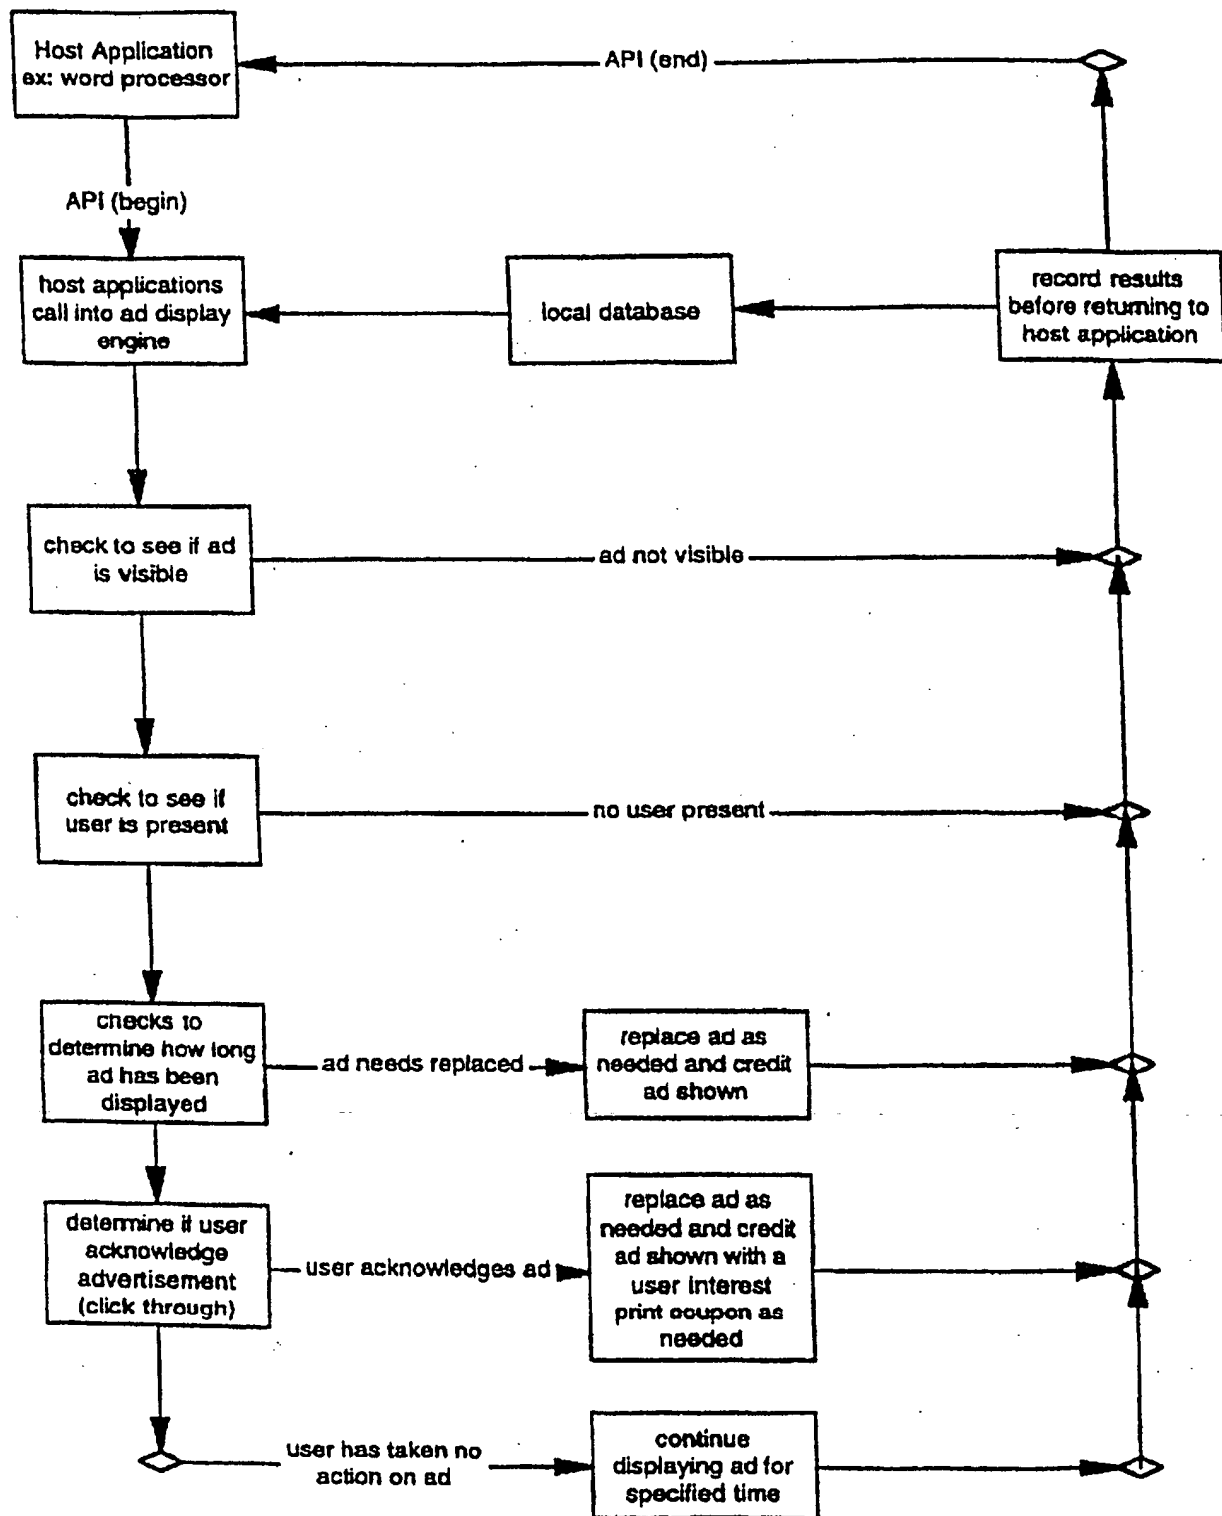 Host Application
ex: word processor
API (end)
API (begin)
host applications
call into ad display
engine
local database
record results
before returning to
host application
check to see if ad
is visible
ad not visible
check to see if
user is present
no user present
checks to
determine how long
ad has been
displayed
ad needs replaced
replace ad as
needed and credit
ad shown
determine if user
acknowledge
advertisement
(click through)
user acknowledges ad
replace ad as
needed and credit
ad shown with a
user interest
print coupon as
needed
user has taken no
action on ad
continue
displaying ad for
specified time